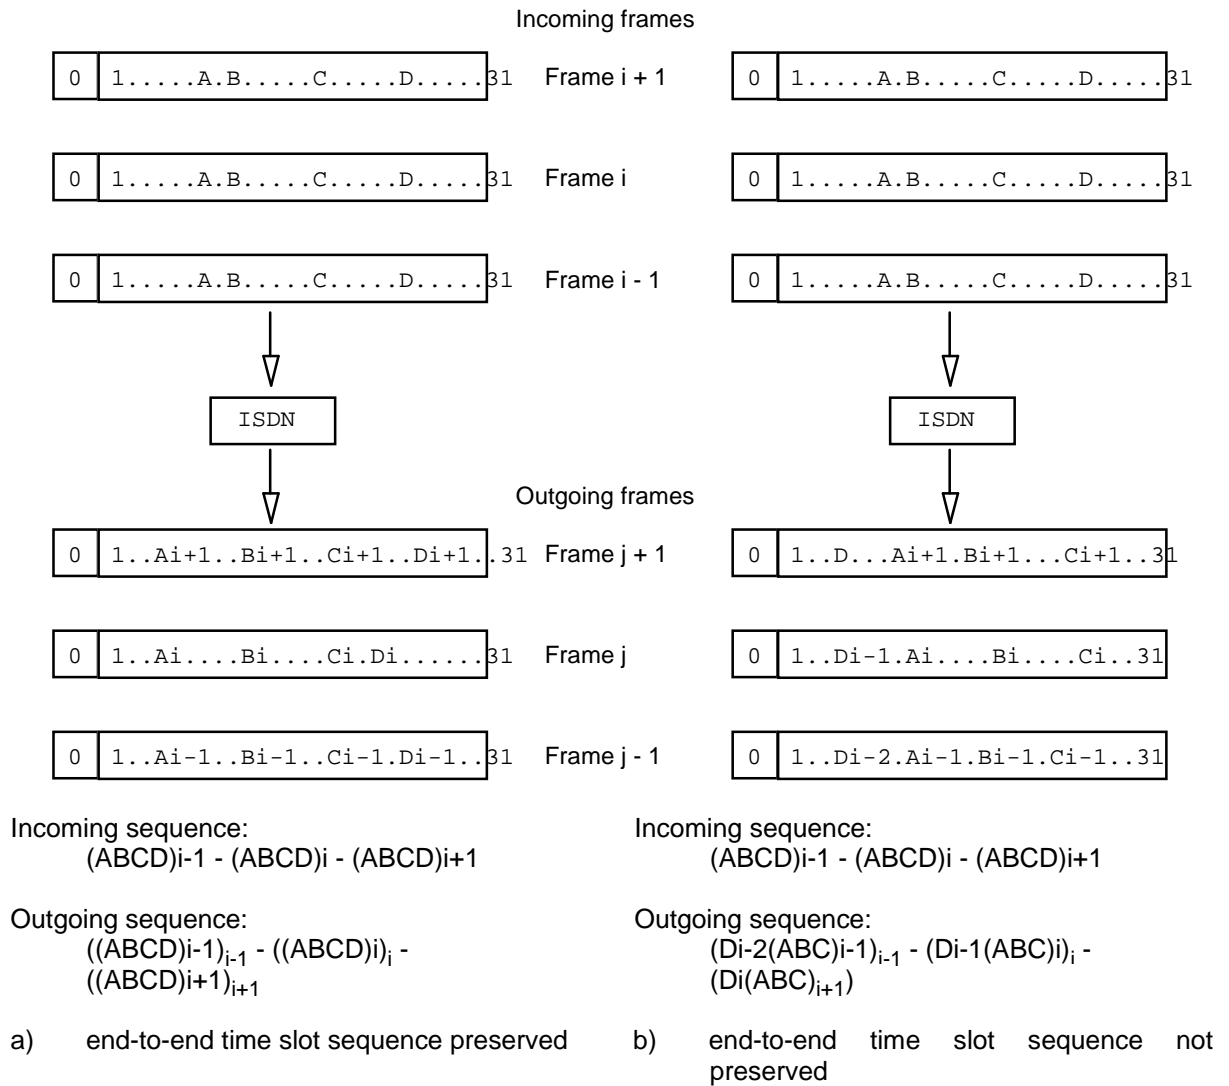 Incoming frames
0 1.....A.B.....C.....D.....31 Frame i + 1 0 1.....A.B.....C.....D.....31
0 1.....A.B.....C.....D.....31 Frame i 0 1.....A.B.....C.....D.....31
0 1.....A.B.....C.....D.....31 Frame i - 1 0 1.....A.B.....C.....D.....31
ISDN ISDN
Outgoing frames
0 1..Ai+1..Bi+1..Ci+1..Di+1..31 Frame j + 1 0 1..D...Ai+1.Bi+1...Ci+1..31
0 1..Ai....Bi....Ci.Di......31 Frame j 0 1..Di-1.Ai....Bi....Ci..31
0 1..Ai-1..Bi-1..Ci-1.Di-1..31 Frame j - 1 0 1..Di-2.Ai-1.Bi-1.Ci-1..31
Incoming sequence:
(ABCD)i-1 - (ABCD)i - (ABCD)i+1
Outgoing sequence:
((ABCD)i-1)i-1 - ((ABCD)i)i -
((ABCD)i+1)i+1
a) end-to-end time slot sequence preserved
Incoming sequence:
(ABCD)i-1 - (ABCD)i - (ABCD)i+1
Outgoing sequence:
(Di-2(ABC)i-1)i-1 - (Di-1(ABC)i)i -
(Di(ABC)i+1)
b) end-to-end time slot sequence not
preserved